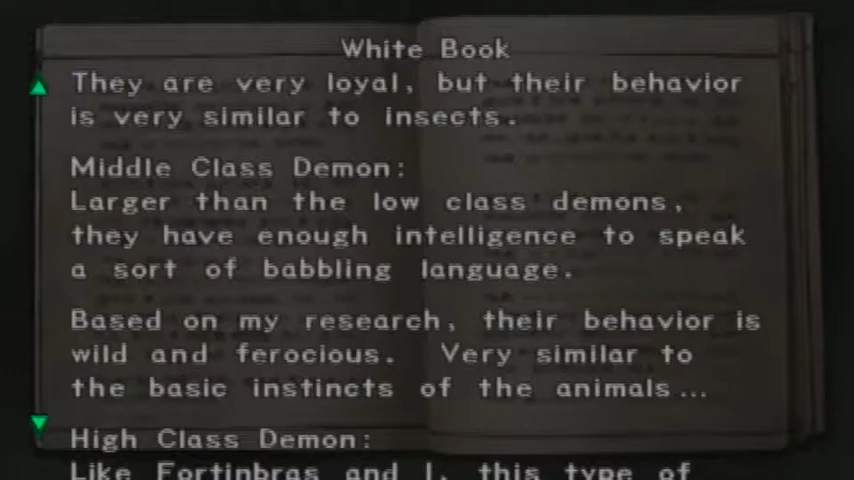 White Book
They are very loyal, but their behavior
is very similar to insects.
Middle Class Demon:
Larger than the low class demons,
they have enough intelligence to speak
a sort of babbling language.
Based on my research, their behavior is
wild and ferocious. Very similar to
the basic instincts of the animals...
High Class Demon:
Like Fortinbras and I, this type of